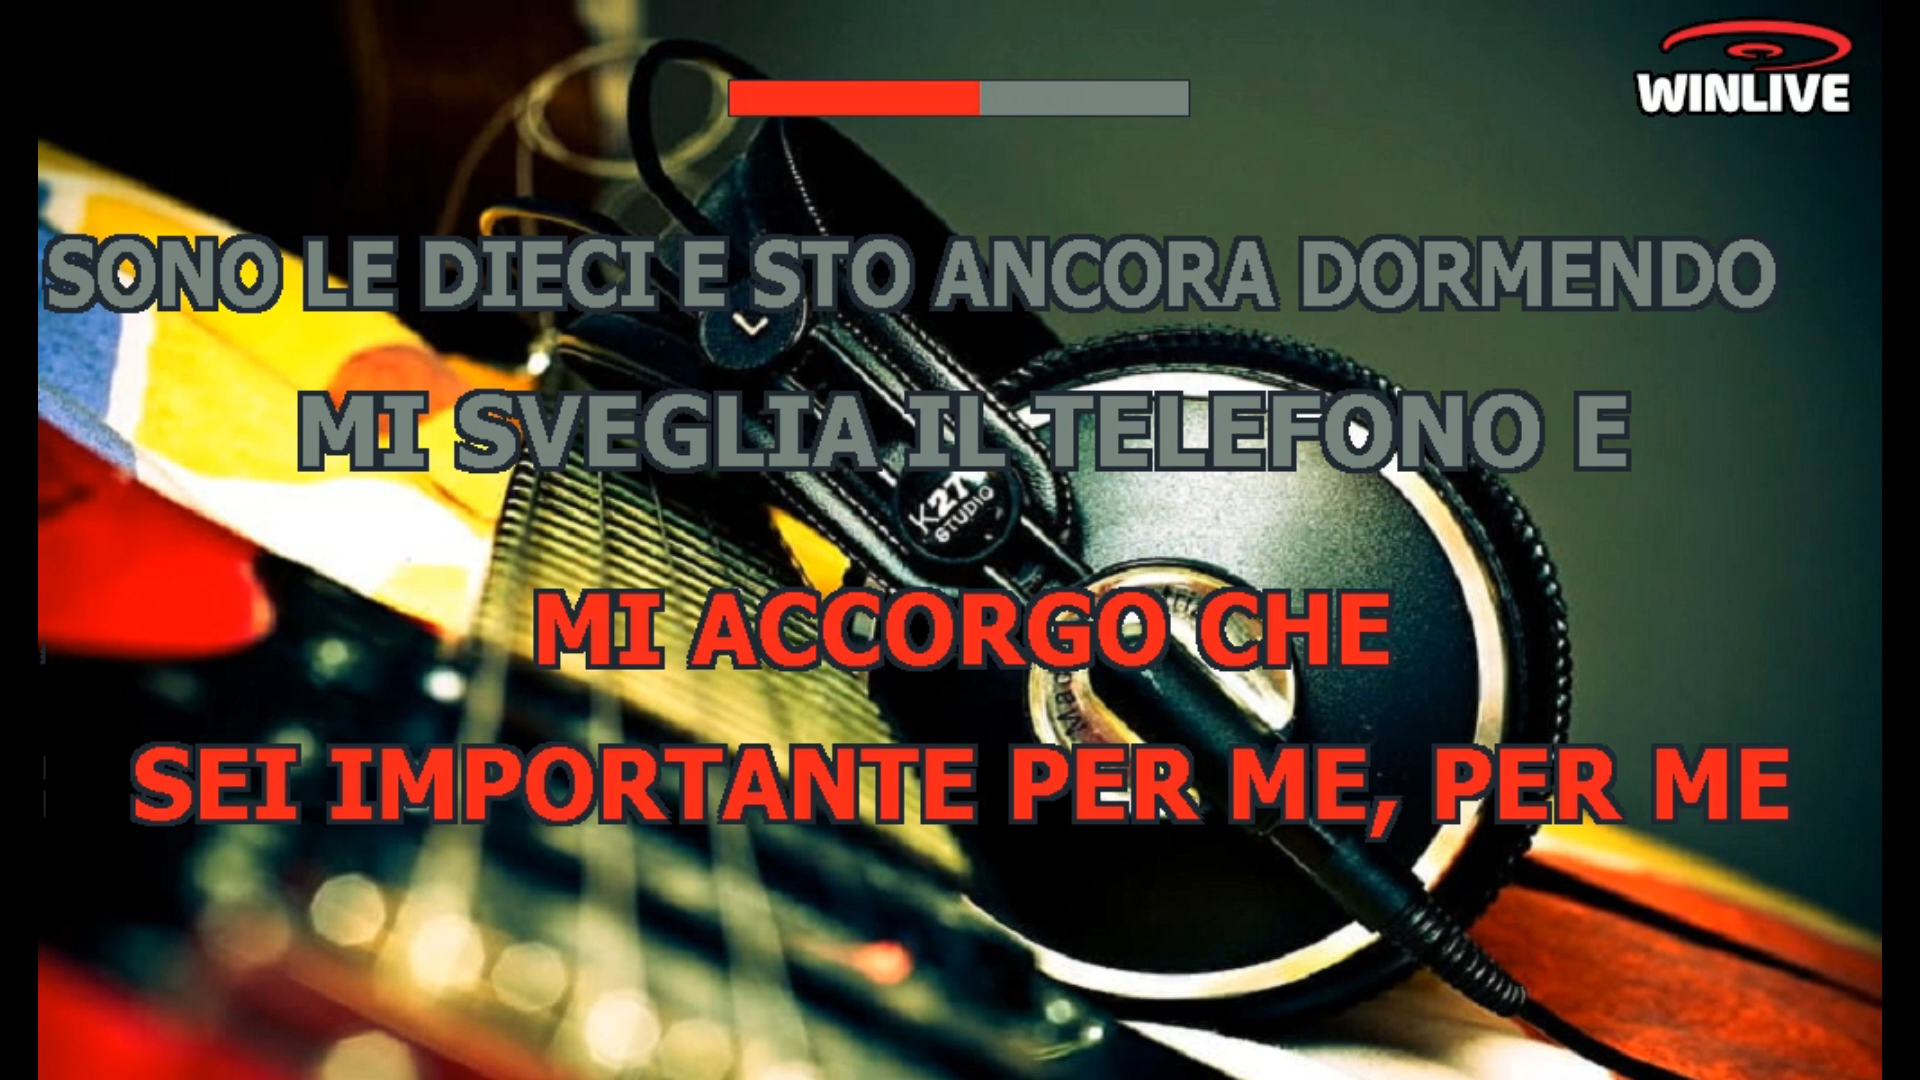 WINLIVE
SONO LE DIECI E STO ANCORA DORMENDO
MI SVEGLIA IL TELEFONO E
STUDIO
MI ACCORGO CHE
SEI IMPORTANTE PER ME, PER ME